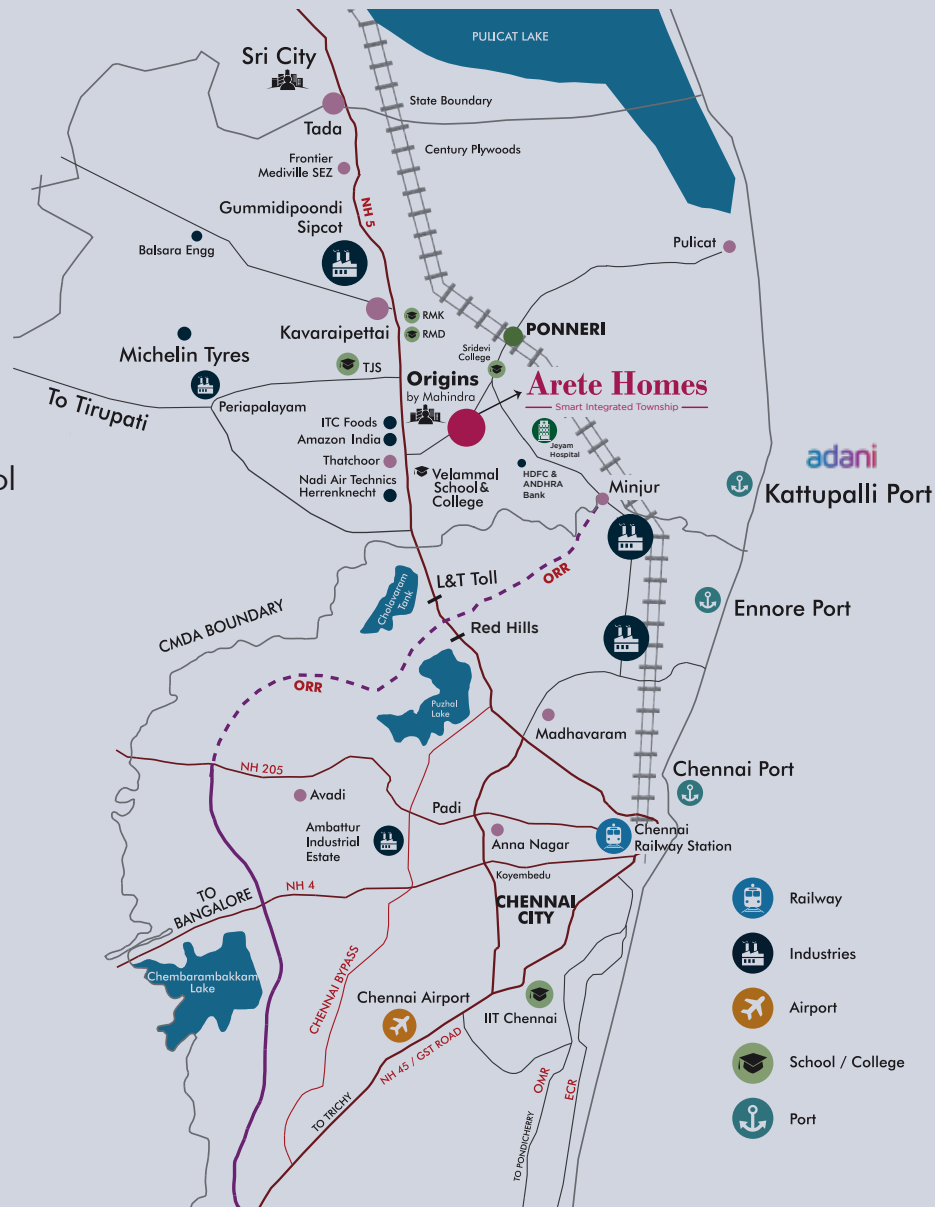 PULICAT LAKE
Sri City
State Boundary
Tada
Century Plywoods
Frontier
Mediville SEZ
NH 5
Gummidipoondi
Sipcot
Pulicat
Balsara Engg
RMK
Kavaraipettai
RMD
PONNERI
Michelin Tyres
Sridevi
College
TJS
Origins
by Mahindra
Arete Homes
Smart Integrated Township
To Tirupati
Periapalayam
ITC Foods
Amazon India
Thatchoor
Nadi Air Technics
Herrenknecht
Velammal
School &
College
Jeyam
Hospital
HDFC &
ANDHRA
Bank
Minjur
adani
Kattupalli Port
ol
ORR
L&T Toll
Cholavaram
Tank
Ennore Port
CMDA BOUNDARY
Red Hills
ORR
Puzhal
Lake
Madhavaram
NH 205
Chennai Port
Avadi
Padi
Ambattur
Industrial
Estate
Anna Nagar
Chennai
Railway Station
Koyembedu
NH 4
TO
BANGALORE
CHENNAI
CITY
Railway
Industries
Chembarambakkam
Lake
CHENNAI BYPASS
Chennai Airport
IIT Chennai
Airport
NH 45 / GST ROAD
School / College
OMR
ECR
TO TRICHY
Port
TO PONDICHERRY